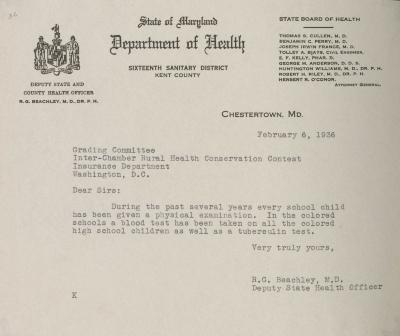 State of Maryland
Department of Health
SIXTEENTH SANITARY DISTRICT
KENT COUNTY
DEPUTY STATE AND
COUNTY HEALTH OFFICER
R. G. BEACHLEY, M. D., DR. P. H.
STATE BOARD OF HEALTH
THOMAS S. CULLEN, M. D.
BENJAMIN C. PERRY, M. D.
JOSEPH IRWIN FRANCE, M. D.
TOLLEY A. BIAYS, CIVIL ENGINEER,
E. F. KELLY, PHAR. D.
GEORGE M. ANDERSON, D. D. S.
HUNTINGTON WILLIAMS, M. D., DR. P. H.
ROBERT H. RILEY, M. D., DR. P. H.
HERBERT R. O'CONOR,
ATTORNEY GENERAL,
CHESTERTOWN, MD.
February 6, 1936
Grading Committee
Inter-Chamber Rural Health Conservation Contest
Insurance Department
Washington, D.C.
Dear Sirs:
During the past several years every school child
has been given a physical examination. In the colored
schools a blood test has been taken on all the colored
high school children as well as a tuberculin test.
Very truly yours,
R.G. Beachley, M.D.
Deputy State Health Officer
K